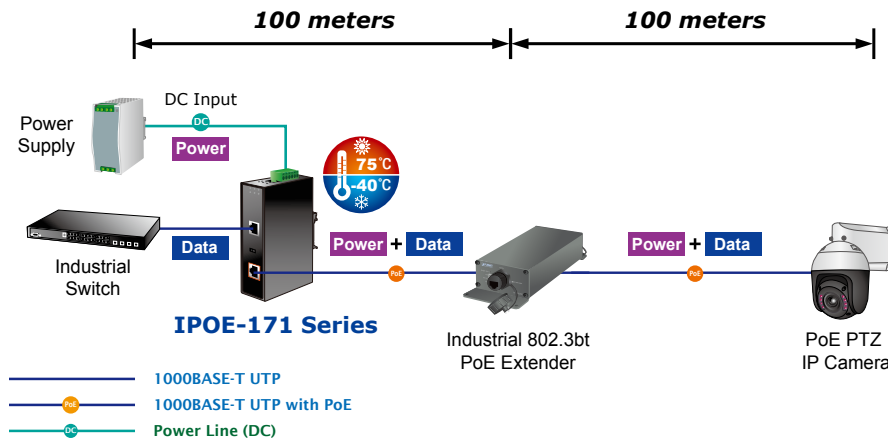 100 meters
100 meters
DC Input
DC
Power
Power
Supply
75°C
-40°C
Data
Industrial
Switch
Power + Data
PoE
Power + Data
PoE
IPOE-171 Series
Industrial 802.3bt
PoE Extender
PoE PTZ
IP Camera
1000BASE-T UTP
PoE
1000BASE-T UTP with PoE
DC
Power Line (DC)